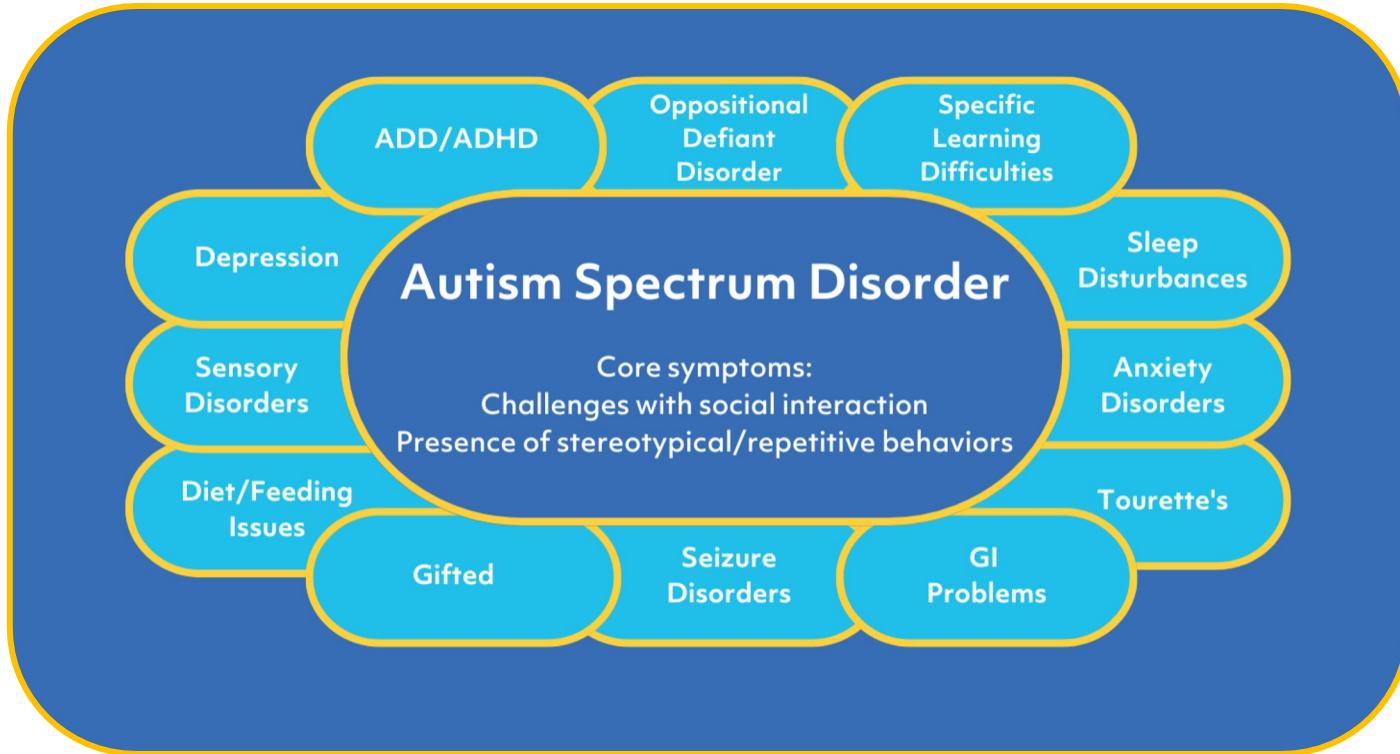 ADD/ADHD
Oppositional
Defiant
Disorder
Specific
Learning
Difficulties
Depression
Sleep
Disturbances
Autism Spectrum Disorder
Core symptoms:
Challenges with social interaction
Presence of stereotypical/repetitive behaviors
Sensory
Disorders
Anxiety
Disorders
Diet/Feeding
Issues
Tourette's
Gifted
Seizure
Disorders
GI
Problems